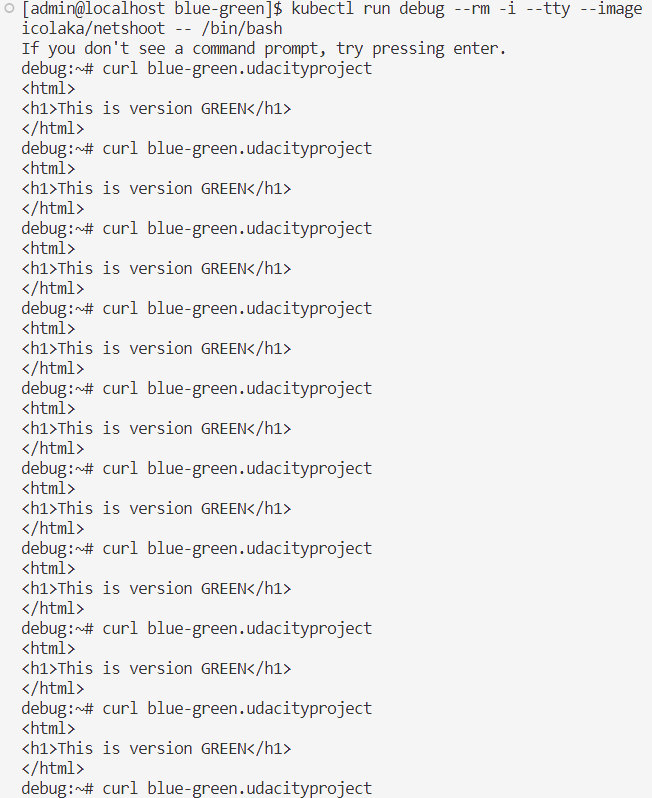 [admin@localhost blue-green]$ kubectl run debug --rm -i --tty --image
icolaka/netshoot -- /bin/bash
If you don't see a command prompt, try pressing enter.
debug:~# curl blue-green.udacityproject
<html>
<h1>This is version GREEN</h1>
</html>
debug:~# curl blue-green.udacityproject
<html>
<h1>This is version GREEN</h1>
</html>
debug:~# curl blue-green.udacityproject
<html>
<h1>This is version GREEN</h1>
</html>
debug:~# curl blue-green.udacityproject
<html>
<h1>This is version GREEN</h1>
</html>
debug:~# curl blue-green.udacityproject
<html>
<h1>This is version GREEN</h1>
</html>
debug:~# curl blue-green.udacityproject
<html>
<h1>This is version GREEN</h1>
</html>
debug:~# curl blue-green.udacityproject
<html>
<h1>This is version GREEN</h1>
</html>
debug:~# curl blue-green.udacityproject
<html>
<h1>This is version GREEN</h1>
</html>
debug:~# curl blue-green.udacityproject
<html>
<h1>This is version GREEN</h1>
</html>
debug:~# curl blue-green.udacityproject